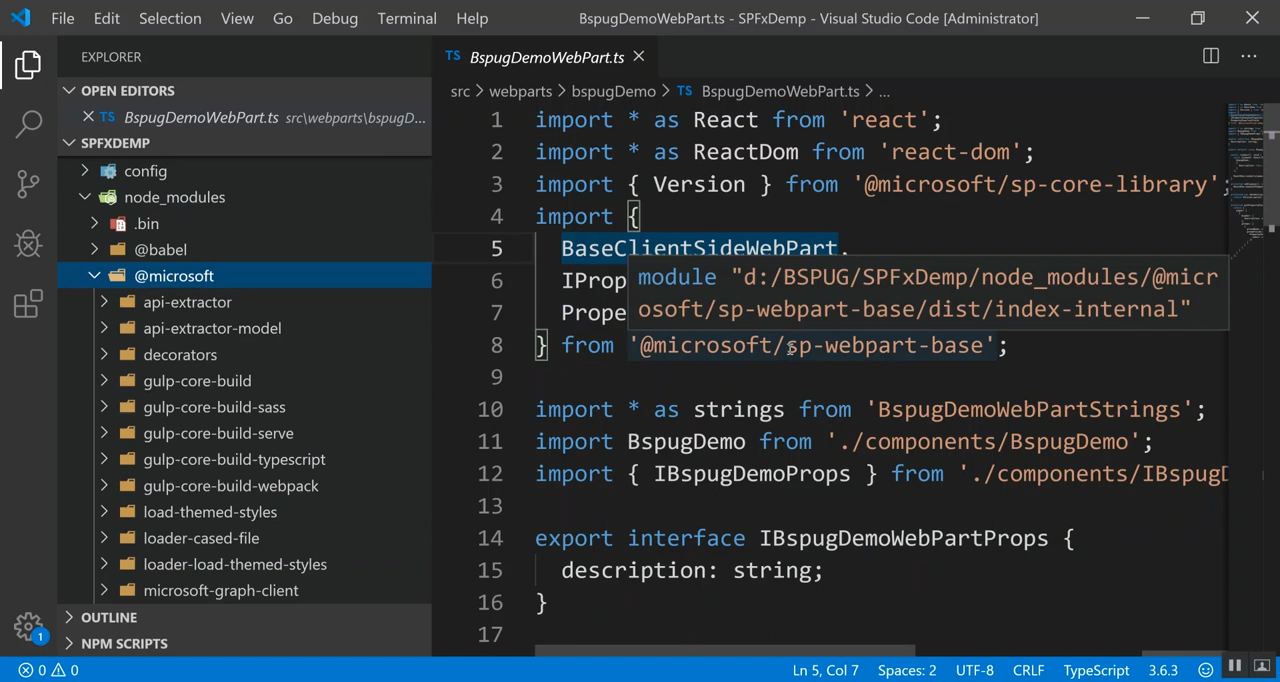 File Edit Selection View Go Debug Terminal Help BspugDemoWebPart.ts - SPFxDemp - Visual Studio Code [Administrator]
EXPLORER
OPEN EDITORS
TS BspugDemoWebPart.ts src\webparts\bspugD...
SPFXDEMP
config
node_modules
.bin
@babel
@microsoft
api-extractor
api-extractor-model
decorators
gulp-core-build
gulp-core-build-sass
gulp-core-build-serve
gulp-core-build-typescript
gulp-core-build-webpack
load-themed-styles
loader-cased-file
loader-load-themed-styles
microsoft-graph-client
OUTLINE
NPM SCRIPTS
1
TS BspugDemoWebPart.ts
src > webparts > bspugDemo > TS BspugDemoWebPart.ts > ...
1 import * as React from 'react';
2 import * as ReactDom from 'react-dom';
3 import { Version } from '@microsoft/sp-core-library';
4 import {
5 BaseClientSideWebPart,
6 IProp
7 Prope
module "d:/BSPUG/SPFxDemp/node_modules/@micr
osoft/sp-webpart-base/dist/index-internal"
8 } from '@microsoft/sp-webpart-base';
9
10 import * as strings from 'BspugDemoWebPartStrings';
11 import BspugDemo from './components/BspugDemo';
12 import { IBspugDemoProps } from './components/IBspugD
13
14 export interface IBspugDemoWebPartProps {
15 description: string;
16 }
17
0 0 Ln 5, Col 7 Spaces: 2 UTF-8 CRLF TypeScript 3.6.3